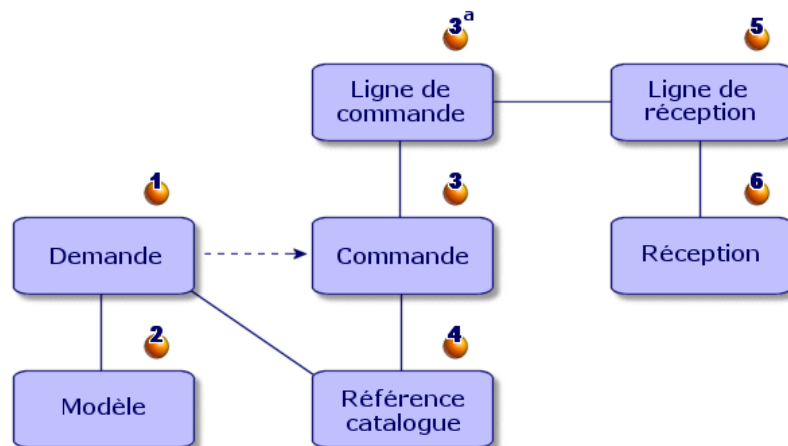 3a
5
Ligne de
commande
Ligne de
réception
1
3
6
Demande
Commande
Réception
2
4
Modèle
Référence
catalogue